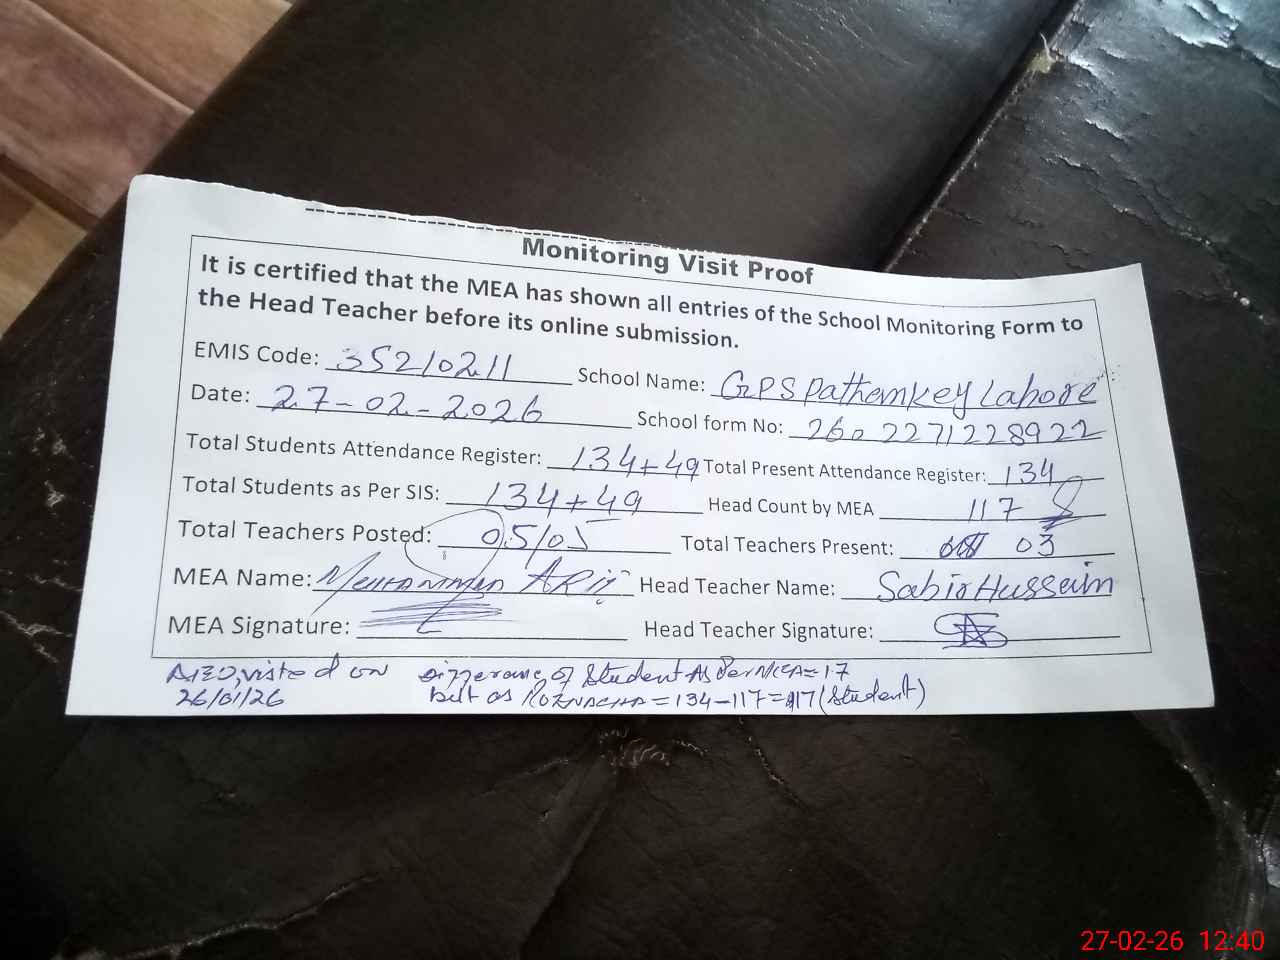 Monitoring Visit Proof
It is certified that the MEA has shown all entries of the School Monitoring Form to
the Head Teacher before its online submission.
EMIS Code: 35210211 School Name: GPS Pathankey Lahore
Date: 27-02-2026 School form No: 2602271228922
Total Students Attendance Register: 134+49 Total Present Attendance Register: 134
Total Students as Per SIS: 134+49 Head Count by MEA 117
Total Teachers Posted: 05/05 Total Teachers Present: 03
MEA Name: Head Teacher Name: Sabir Hussain
MEA Signature: Head Teacher Signature:
AEO visted on Difference of Student As Per MEA = 17
26/01/26 but as ROZNAMCHA = 134-117=17 (Student)
27-02-26 12:40